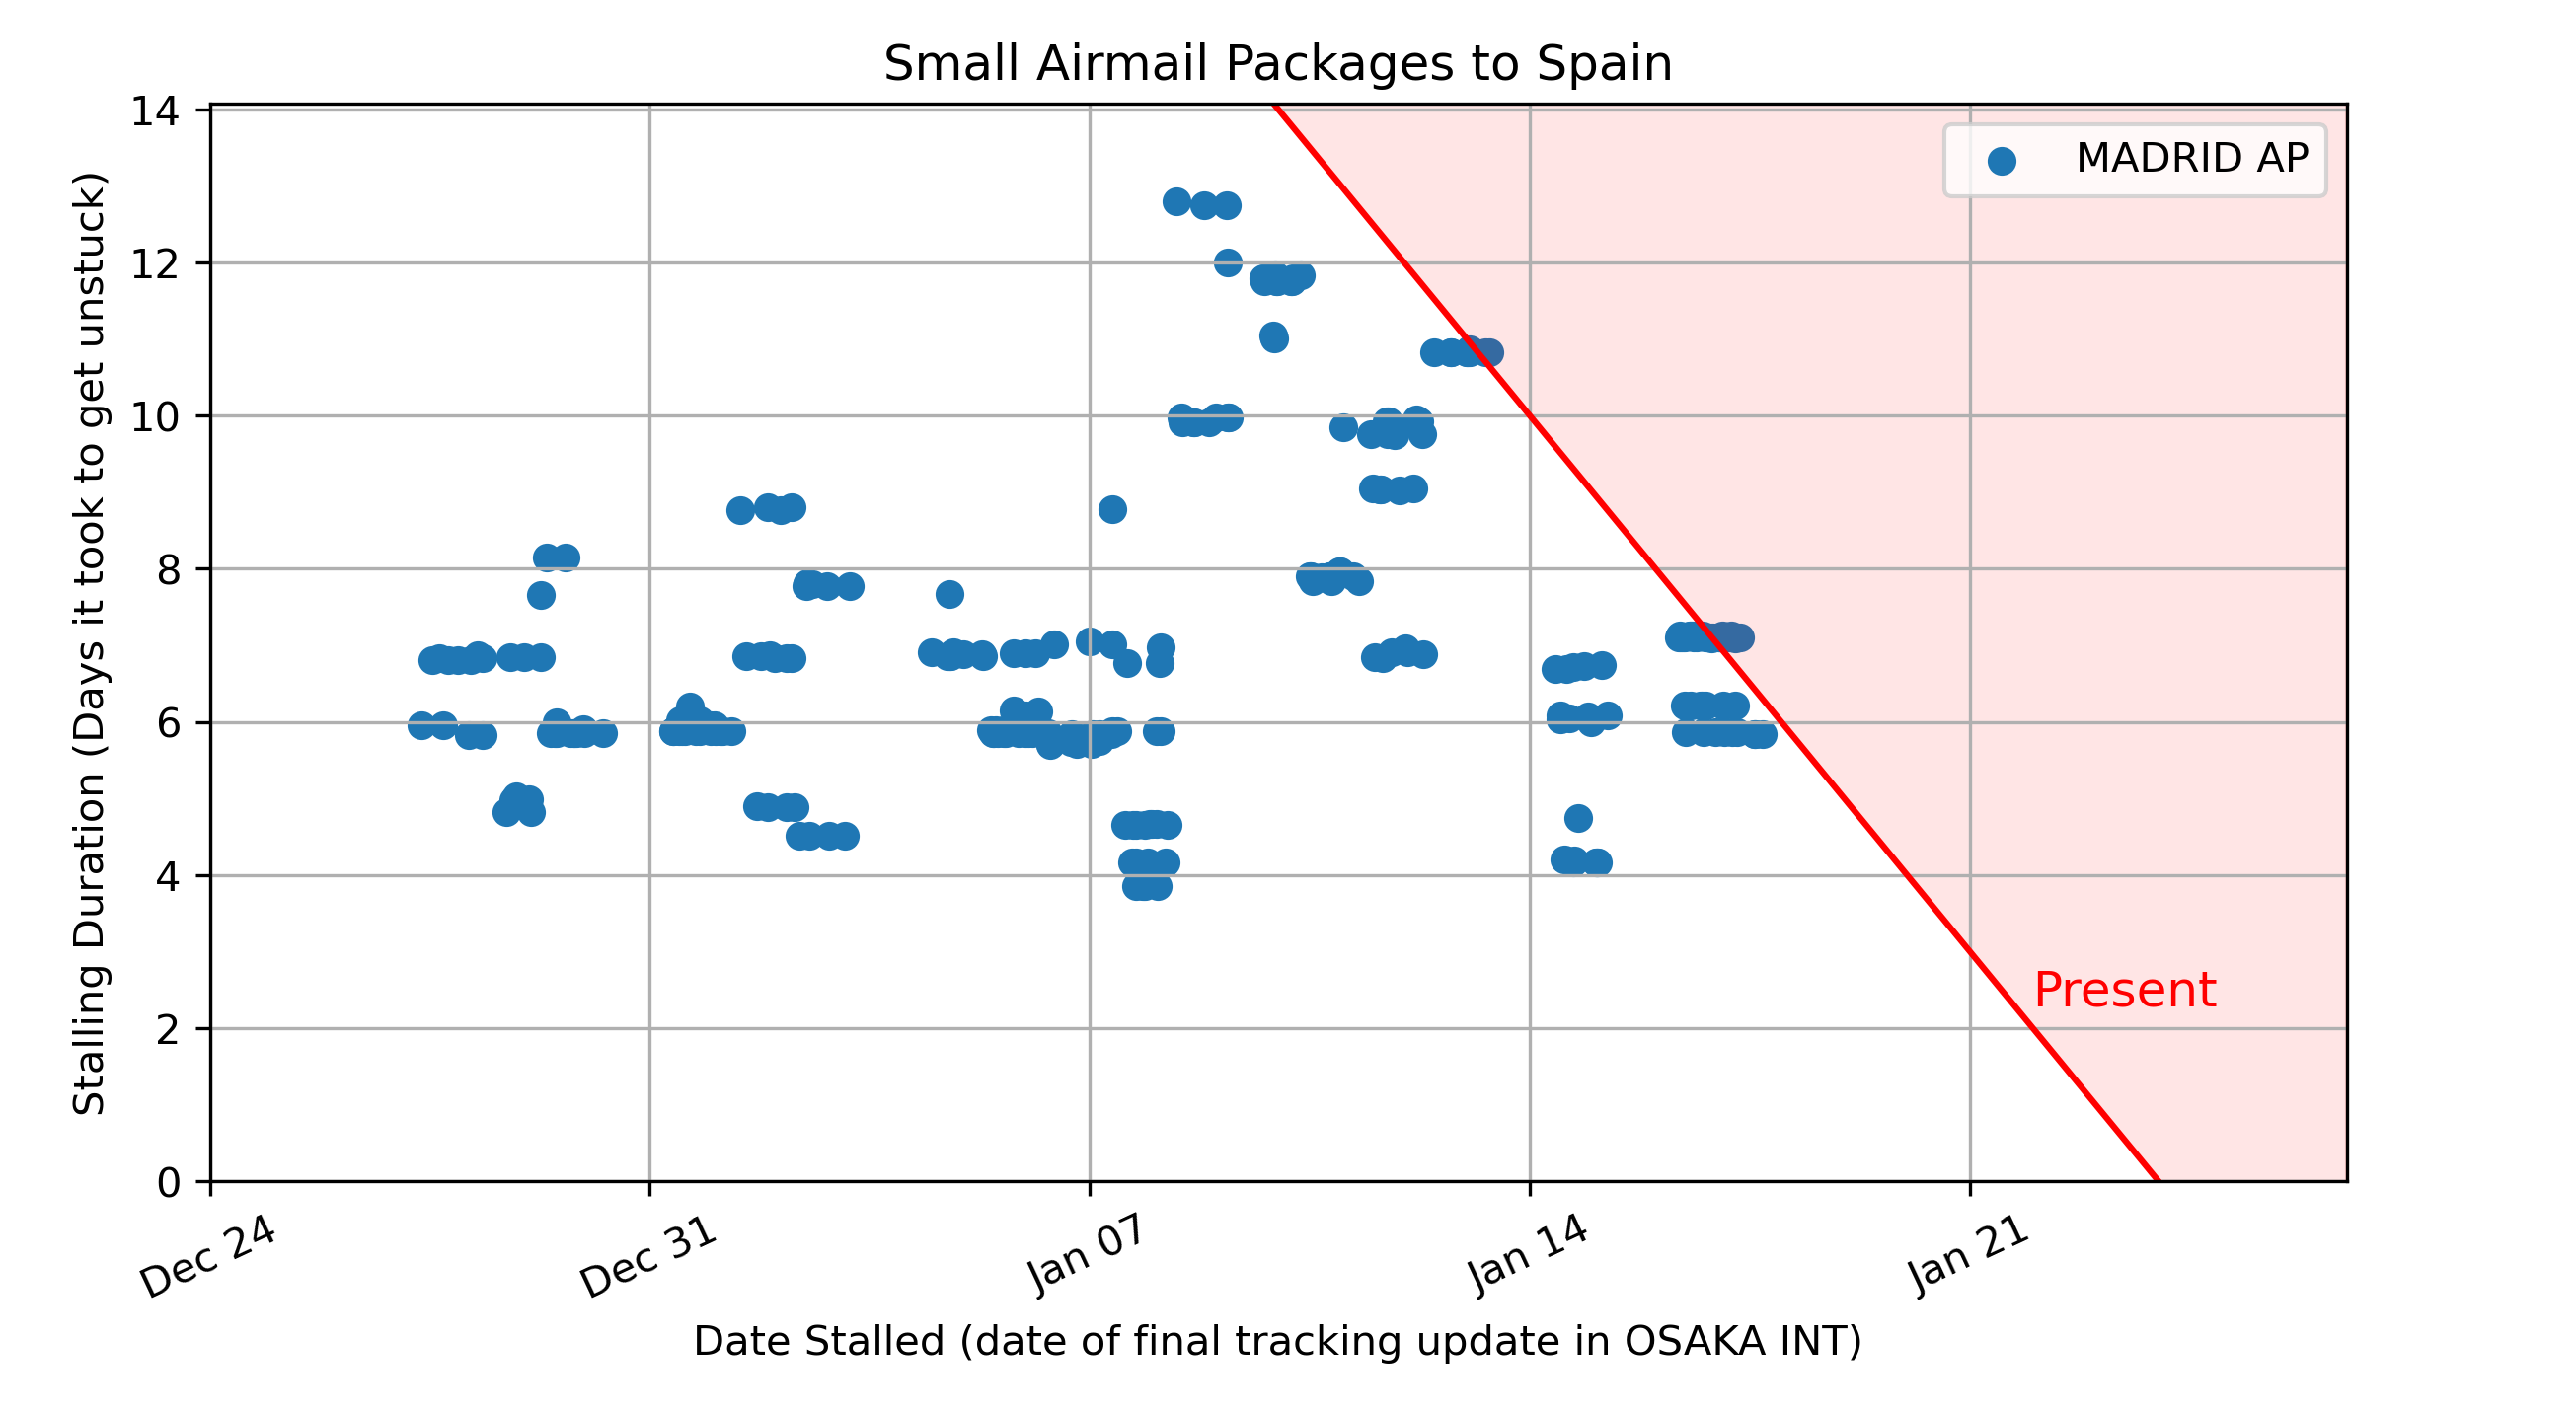 Small Airmail Packages to Spain
Stalling Duration (Days it took to get unstuck)
14
12
10
8
6
4
2
0
MADRID AP
Present
Dec 24
Dec 31
Jan 07
Jan 14
Jan 21
Date Stalled (date of final tracking update in OSAKA INT)